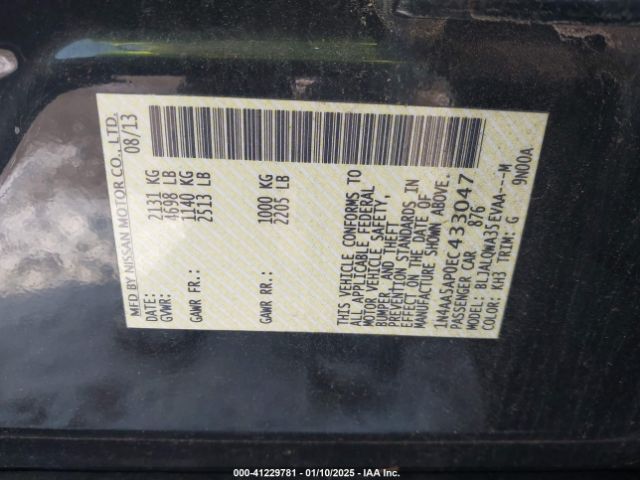 MFD BY NISSAN MOTOR CO., LTD.
DATE: 08/13
GVWR: 2131 KG
4698 LB
GAWR FR.: 1140 KG
2513 LB
GAWR RR.: 1000 KG
2205 LB
THIS VEHICLE CONFORMS TO
ALL APPLICABLE FEDERAL
MOTOR VEHICLE SAFETY,
BUMPER, AND THEFT
PREVENTION STANDARDS IN
EFFECT ON THE DATE OF
MANUFACTURE SHOWN ABOVE.
1N4AA5AP0EC433047
PASSENGER CAR 876
MODEL: BLJALQWA35EVAA---M
COLOR: KH3 TRIM: G 9N00A
000-41229781 - 01/10/2025 - IAA Inc.